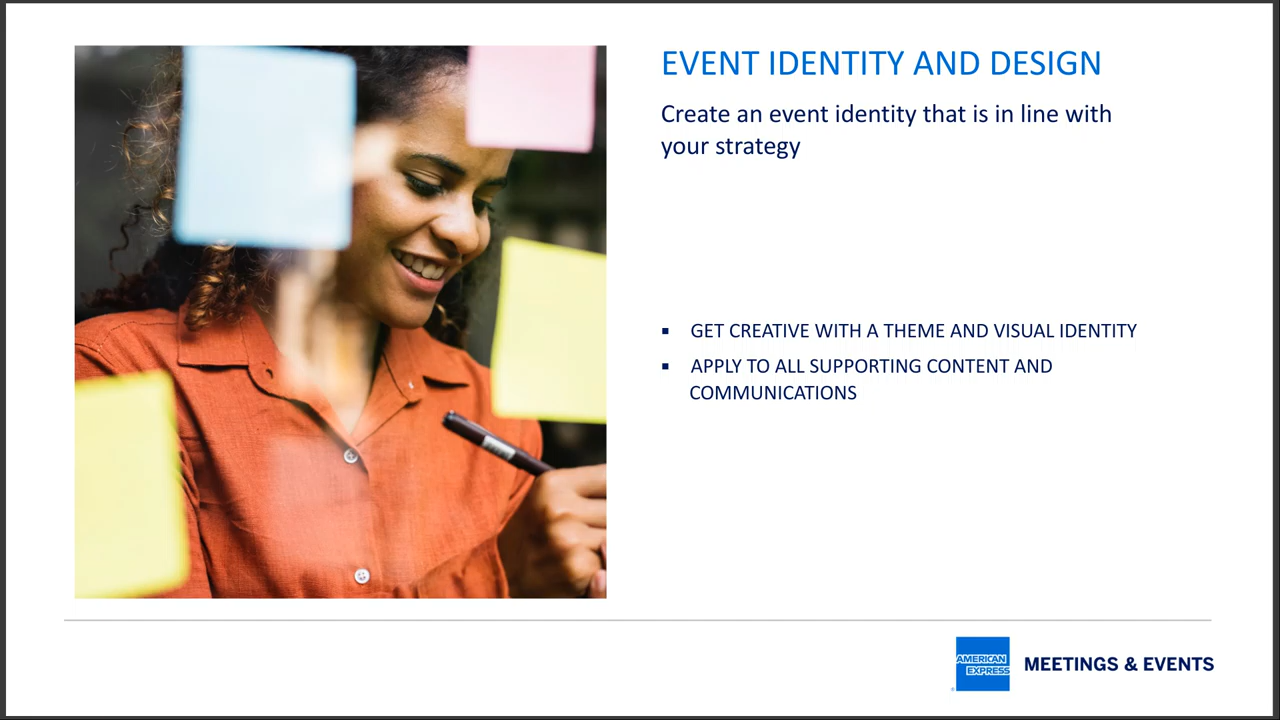 EVENT IDENTITY AND DESIGN
Create an event identity that is in line with
your strategy
▪ GET CREATIVE WITH A THEME AND VISUAL IDENTITY
▪ APPLY TO ALL SUPPORTING CONTENT AND
COMMUNICATIONS
AMERICAN
EXPRESS
®
MEETINGS & EVENTS